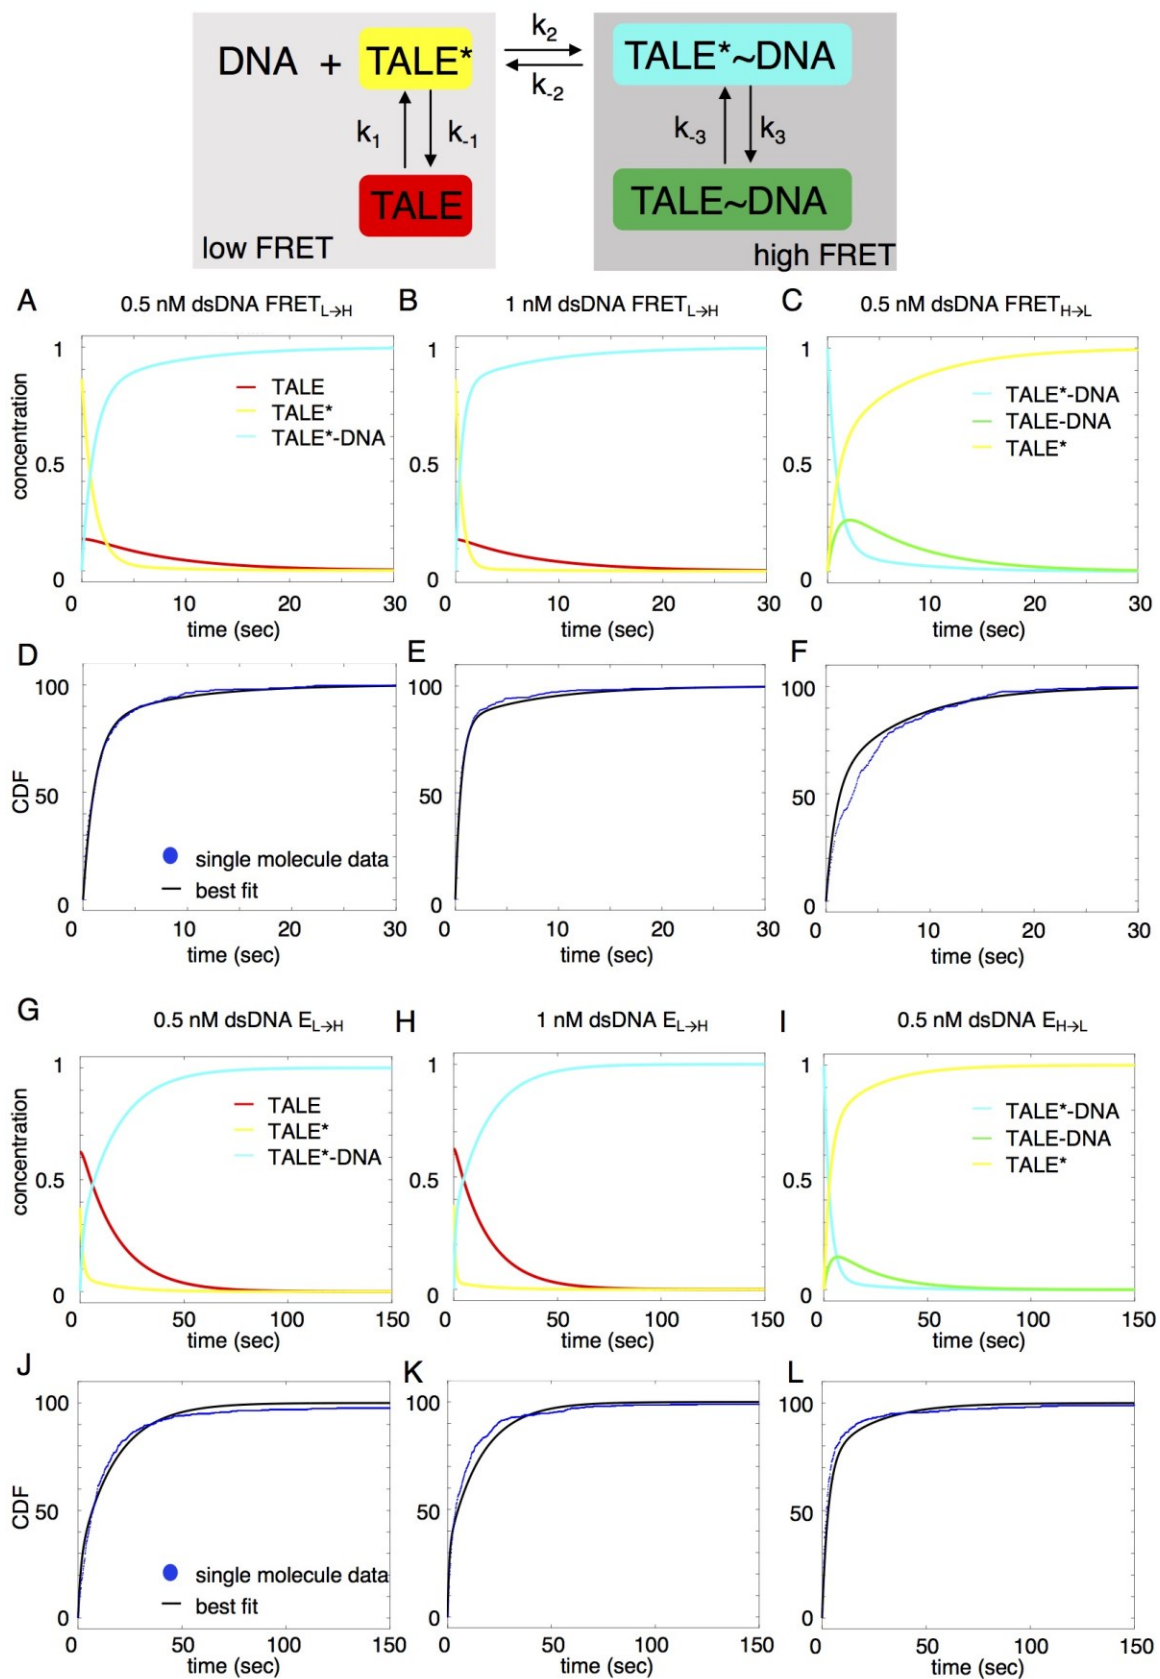 DNA + TALE*
k2
k-2
TALE*~DNA
k1
k-1
k-3
k3
TALE
TALE~DNA
low FRET
high FRET
A
0.5 nM dsDNA FRETL→H
B
1 nM dsDNA FRETL→H
C
0.5 nM dsDNA FRETH→L
concentration
1
0.5
0
TALE
TALE*
TALE*-DNA
0 10 20 30
time (sec)
1
0.5
0
TALE
TALE*
TALE*-DNA
0 10 20 30
time (sec)
1
0.5
0
TALE*-DNA
TALE-DNA
TALE*
0 10 20 30
time (sec)
D
CDF
100
50
0
single molecule data
best fit
0 10 20 30
time (sec)
E
100
50
0
0 10 20 30
time (sec)
F
100
50
0
0 10 20 30
time (sec)
G
0.5 nM dsDNA EL→H
H
1 nM dsDNA EL→H
I
0.5 nM dsDNA EH→L
concentration
1
0.5
0
TALE
TALE*
TALE*-DNA
0 50 100 150
time (sec)
1
0.5
0
TALE
TALE*
TALE*-DNA
0 50 100 150
time (sec)
1
0.5
0
TALE*-DNA
TALE-DNA
TALE*
0 50 100 150
time (sec)
J
CDF
100
50
0
single molecule data
best fit
0 50 100 150
time (sec)
K
100
50
0
0 50 100 150
time (sec)
L
100
50
0
0 50 100 150
time (sec)